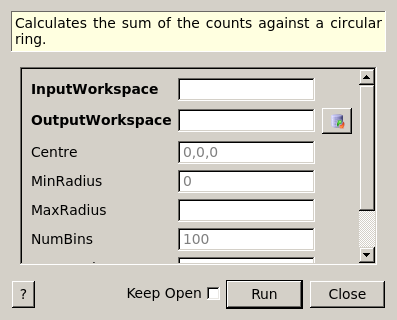 Calculates the sum of the counts against a circular
ring.
InputWorkspace
OutputWorkspace
Centre 0,0,0
MinRadius 0
MaxRadius
NumBins 100
? Keep Open Run Close